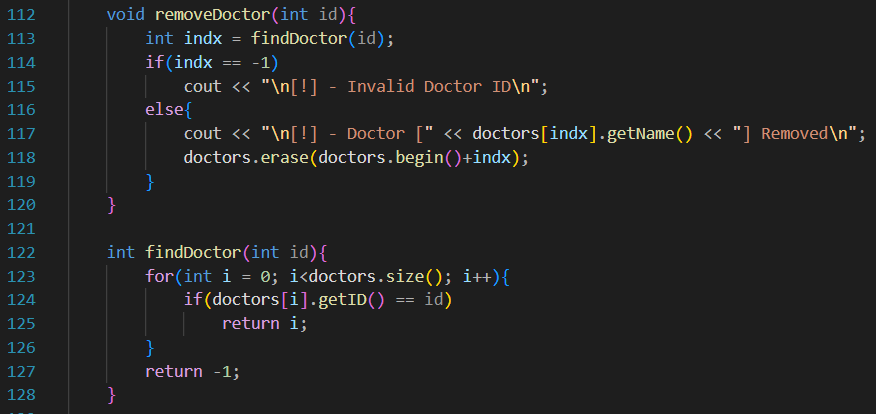 112 void removeDoctor(int id){
113 int indx = findDoctor(id);
114 if(indx == -1)
115 cout << "\n[!] - Invalid Doctor ID\n";
116 else{
117 cout << "\n[!] - Doctor [" << doctors[indx].getName() << "] Removed\n";
118 doctors.erase(doctors.begin()+indx);
119 }
120 }
121
122 int findDoctor(int id){
123 for(int i = 0; i<doctors.size(); i++){
124 if(doctors[i].getID() == id)
125 return i;
126 }
127 return -1;
128 }